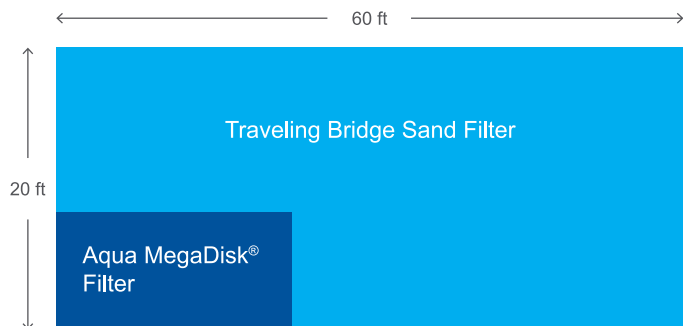 60 ft
Traveling Bridge Sand Filter
20 ft
Aqua MegaDisk®
Filter